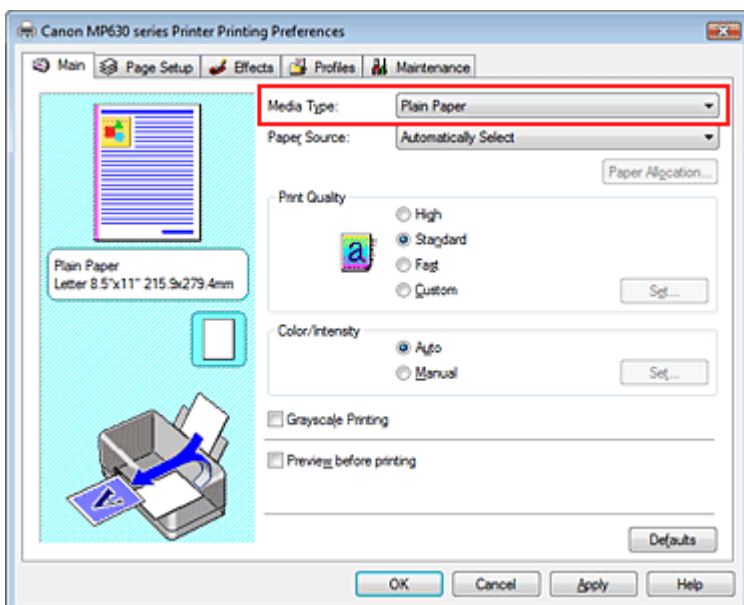 Canon MP630 series Printer Printing Preferences
Main Page Setup Effects Profiles Maintenance
Media Type: Plain Paper
Paper Source: Automatically Select
Paper Allocation...
Print Quality
High
a Standard
Fast
Custom Set...
Plain Paper
Letter 8.5"x11" 215.9x279.4mm
Color/Intensity
Auto
Manual Set...
Grayscale Printing
Preview before printing
A
Defaults
OK Cancel Apply Help